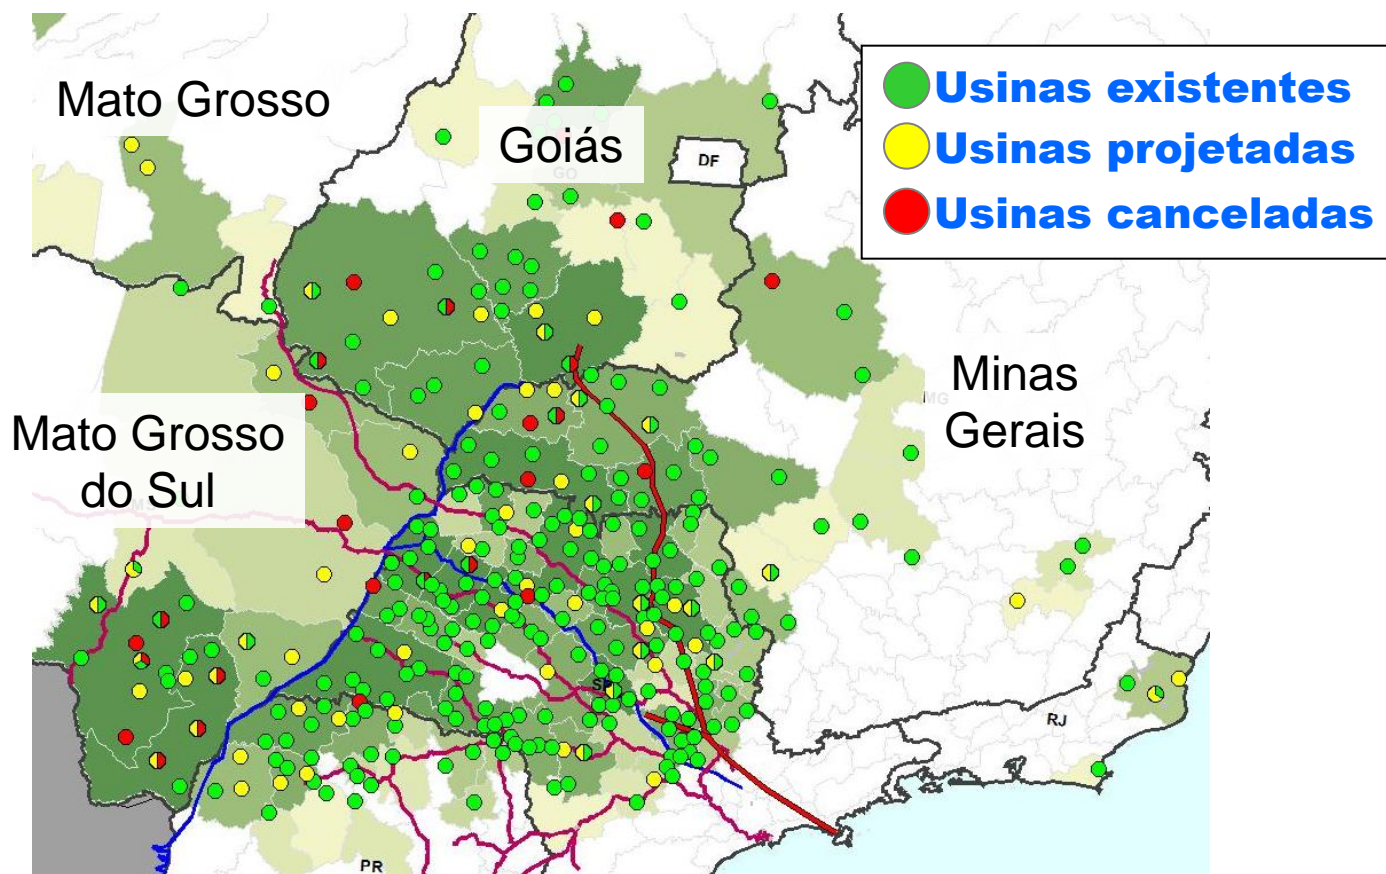 Mato Grosso
Goiás
GO
DF
Usinas existentes
Usinas projetadas
Usinas canceladas
Minas
Gerais
MG
Mato Grosso
do Sul
SP
RJ
PR